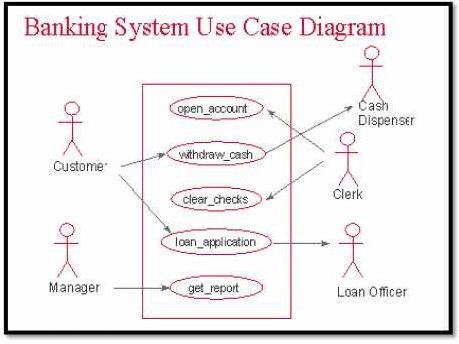 Banking System Use Case Diagram
open_account
Cash
Dispenser
withdraw_cash
Customer
clear_checks
Clerk
loan_application
Manager
get_report
Loan Officer